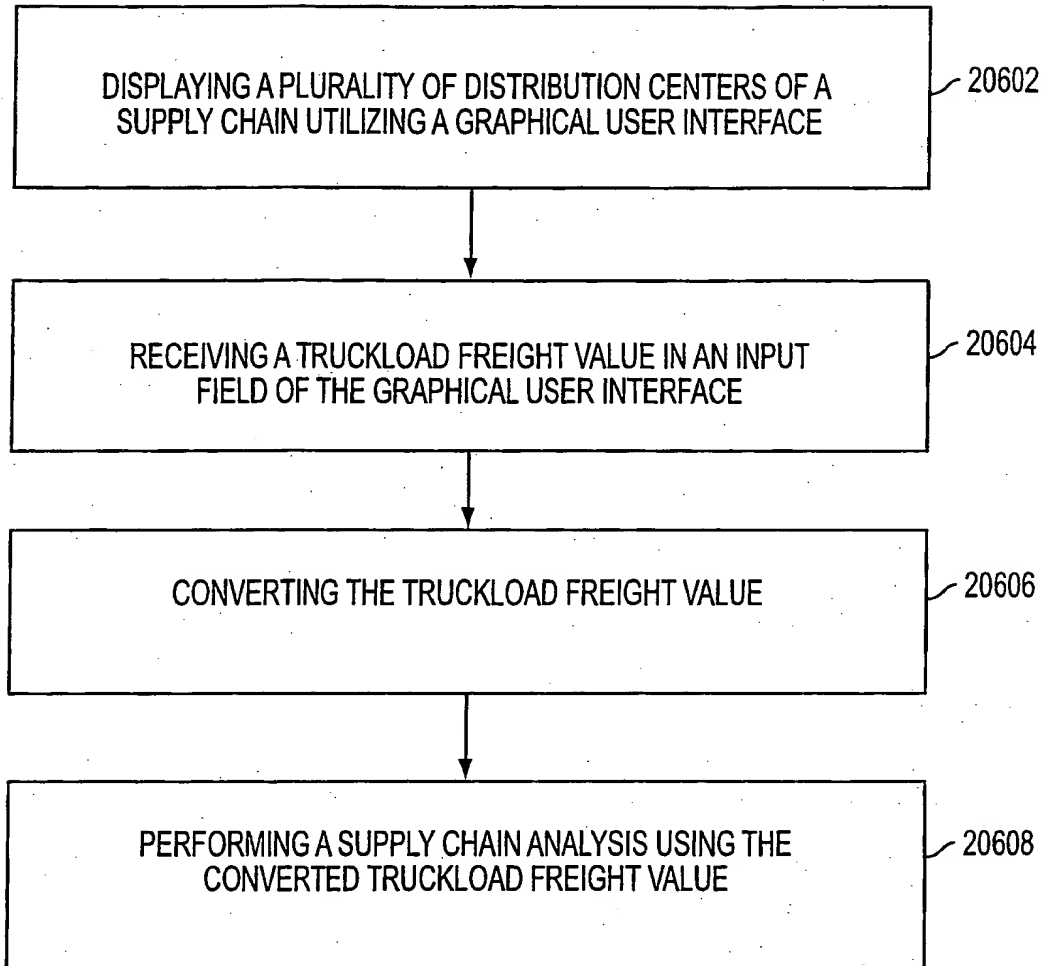 DISPLAYING A PLURALITY OF DISTRIBUTION CENTERS OF A
SUPPLY CHAIN UTILIZING A GRAPHICAL USER INTERFACE
20602
RECEIVING A TRUCKLOAD FREIGHT VALUE IN AN INPUT
FIELD OF THE GRAPHICAL USER INTERFACE
20604
CONVERTING THE TRUCKLOAD FREIGHT VALUE
20606
PERFORMING A SUPPLY CHAIN ANALYSIS USING THE
CONVERTED TRUCKLOAD FREIGHT VALUE
20608